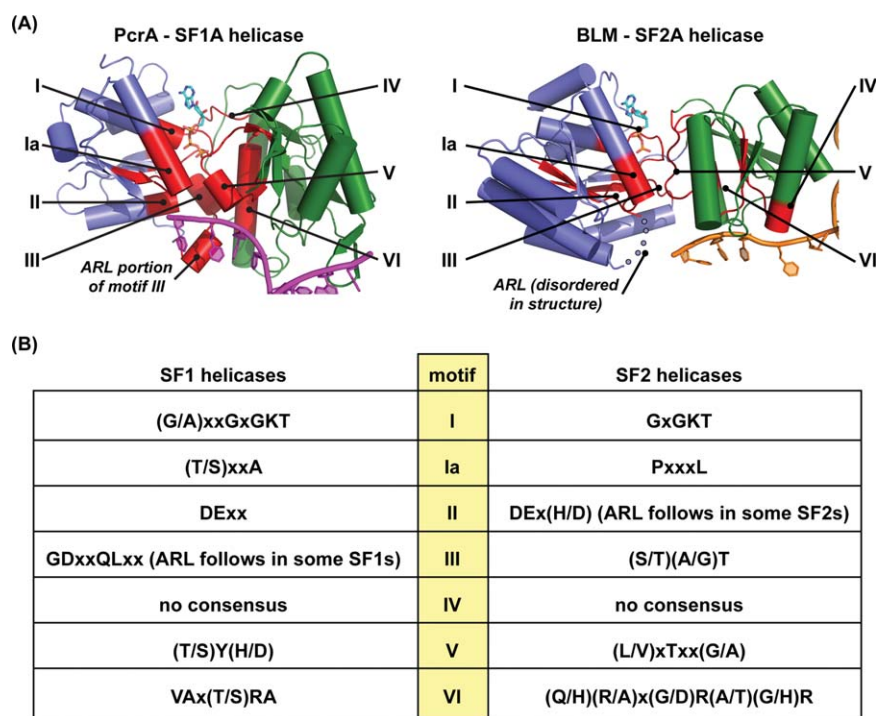 (A)
PcrA - SF1A helicase
BLM - SF2A helicase
I
IV
I
IV
Ia
Ia
V
V
II
II
III
VI
III
VI
ARL portion
of motif III
ARL (disordered
in structure)
(B)
SF1 helicases motif SF2 helicases
(G/A)xxGxGKT I GxGKT
(T/S)xxA Ia PxxxL
DExx II DEx(H/D) (ARL follows in some SF2s)
GDxxQLxx (ARL follows in some SF1s) III (S/T)(A/G)T
no consensus IV no consensus
(T/S)Y(H/D) V (L/V)xTxx(G/A)
VAx(T/S)RA VI (Q/H)(R/A)x(G/D)R(A/T)(G/H)R